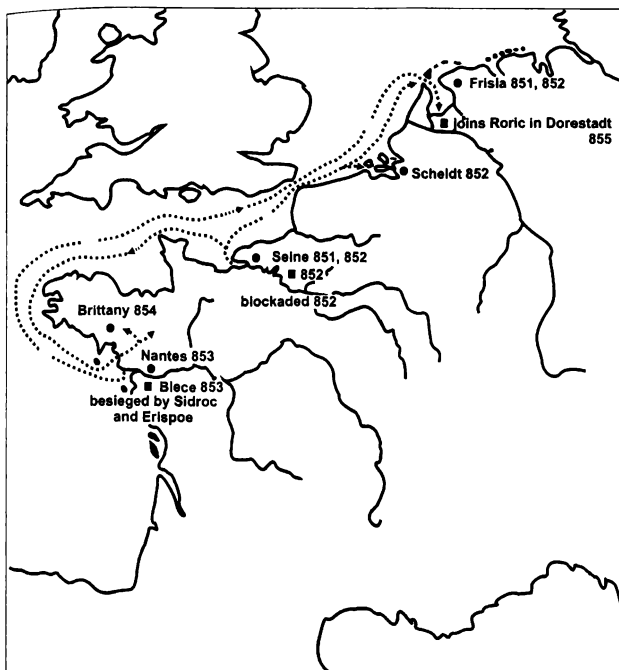 Frisia 851, 852
Joins Roric in Dorestadt
855
Scheldt 852
Seine 851, 852
852
blockaded 852
Brittany 854
Nantes 853
Biece 853
besieged by Sidroc
and Erispoe